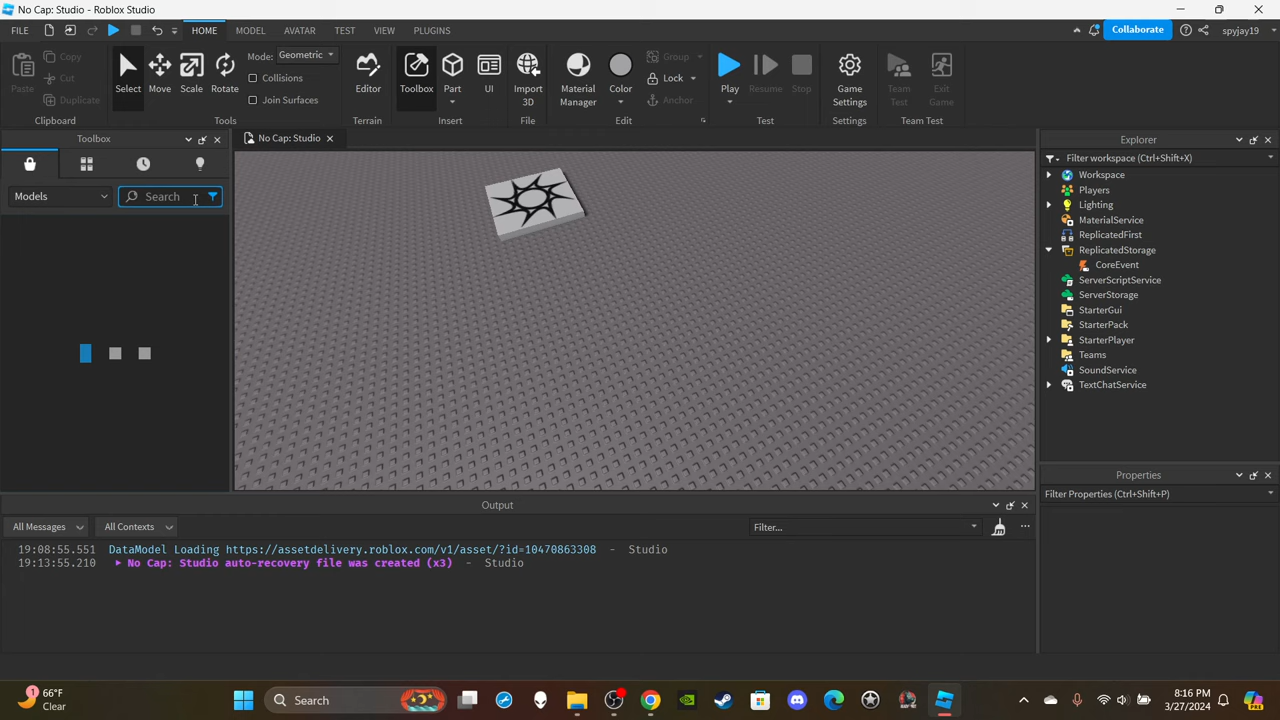 No Cap: Studio - Roblox Studio
FILE HOME MODEL AVATAR TEST VIEW PLUGINS Collaborate spyjay19
Paste Copy Cut Duplicate
Select Move Scale Rotate
Mode: Geometric
Collisions
Join Surfaces
Editor Toolbox Part UI Import 3D
Material Manager Color Group Lock Anchor
Play Resume Stop Game Settings Team Test Exit Game
Clipboard Tools Terrain Insert File Edit Test Settings Team Test
Toolbox
No Cap: Studio
Models Search
Explorer
Filter workspace (Ctrl+Shift+X)
Workspace
Players
Lighting
MaterialService
ReplicatedFirst
ReplicatedStorage
CoreEvent
ServerScriptService
ServerStorage
StarterGui
StarterPack
StarterPlayer
Teams
SoundService
TextChatService
Properties
Filter Properties (Ctrl+Shift+P)
Output
All Messages All Contexts Filter...
19:08:55.551 DataModel Loading https://assetdelivery.roblox.com/v1/asset/?id=10470863308 - Studio
19:13:55.210 No Cap: Studio auto-recovery file was created (x3) - Studio
1
66°F
Clear
Search
8:16 PM
3/27/2024